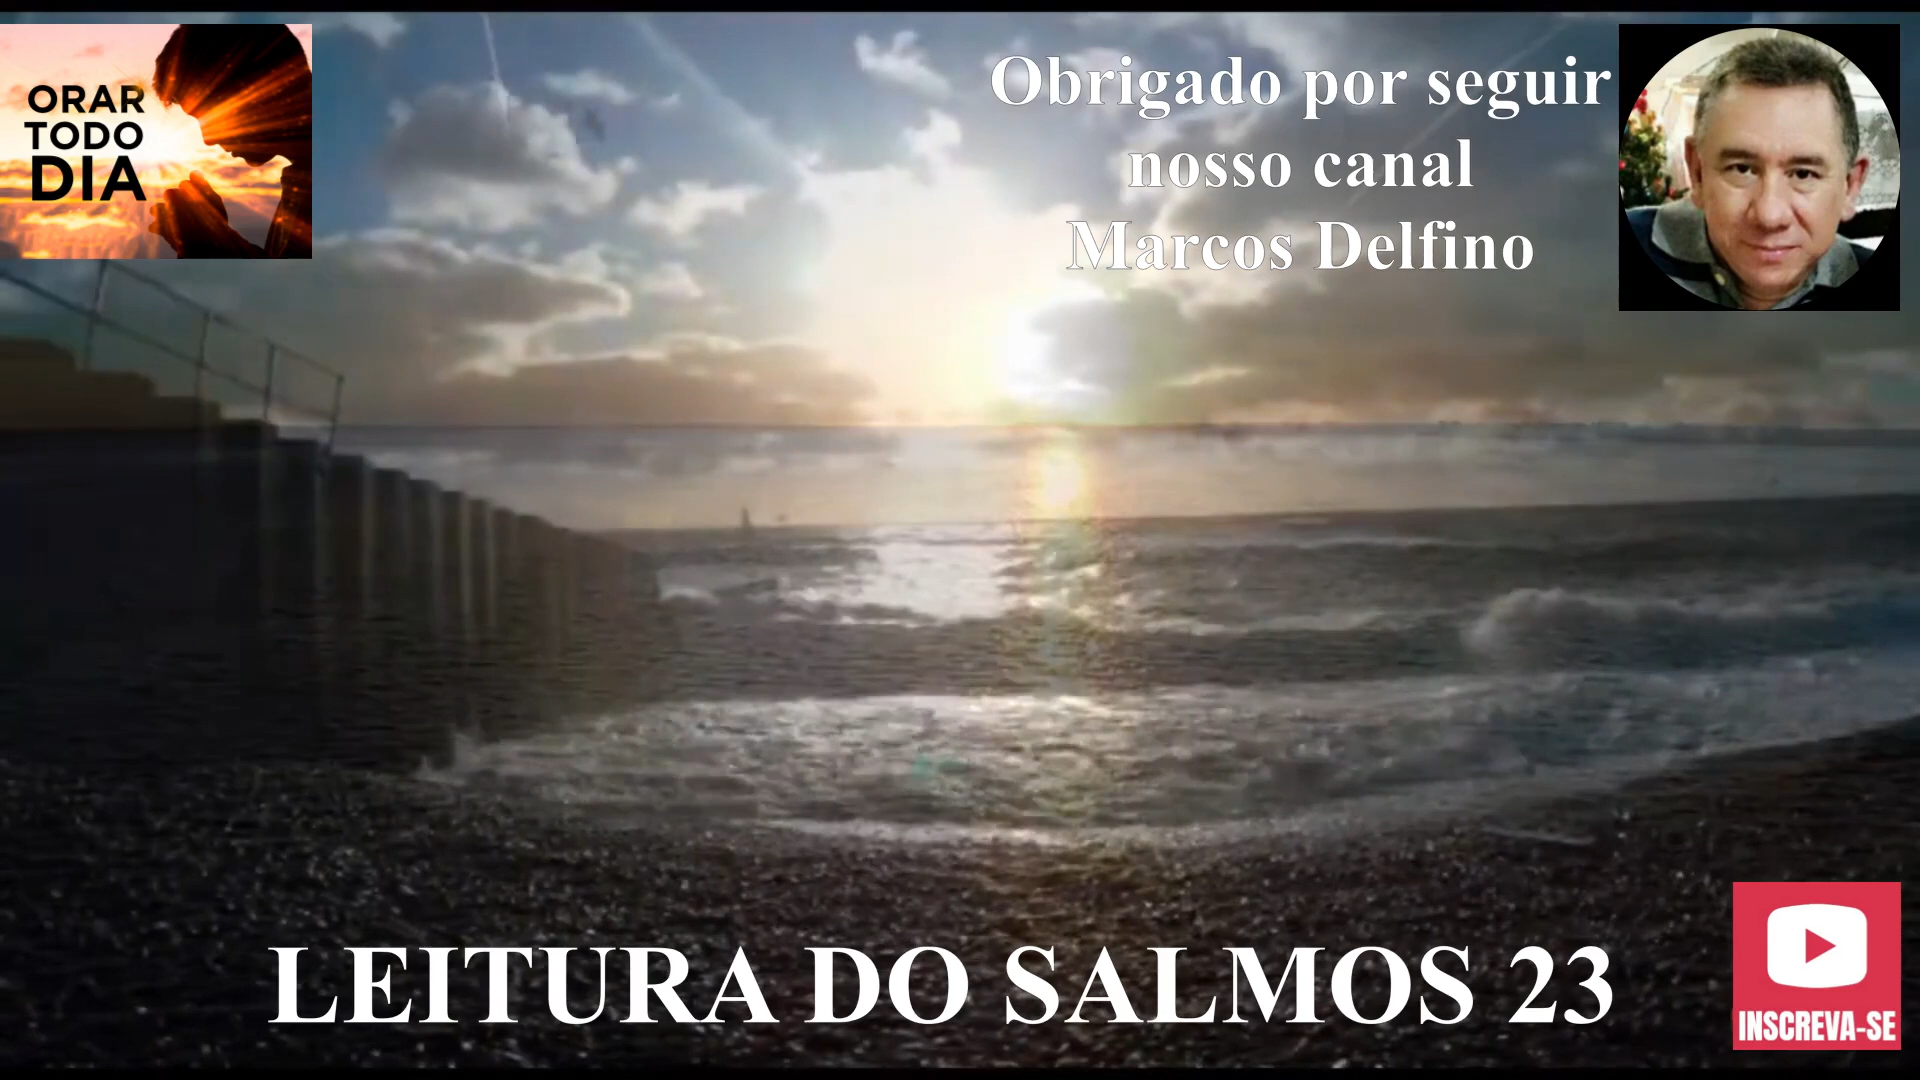 ORAR
TODO
DIA
Obrigado por seguir
nosso canal
Marcos Delfino
LEITURA DO SALMOS 23
INSCREVA-SE